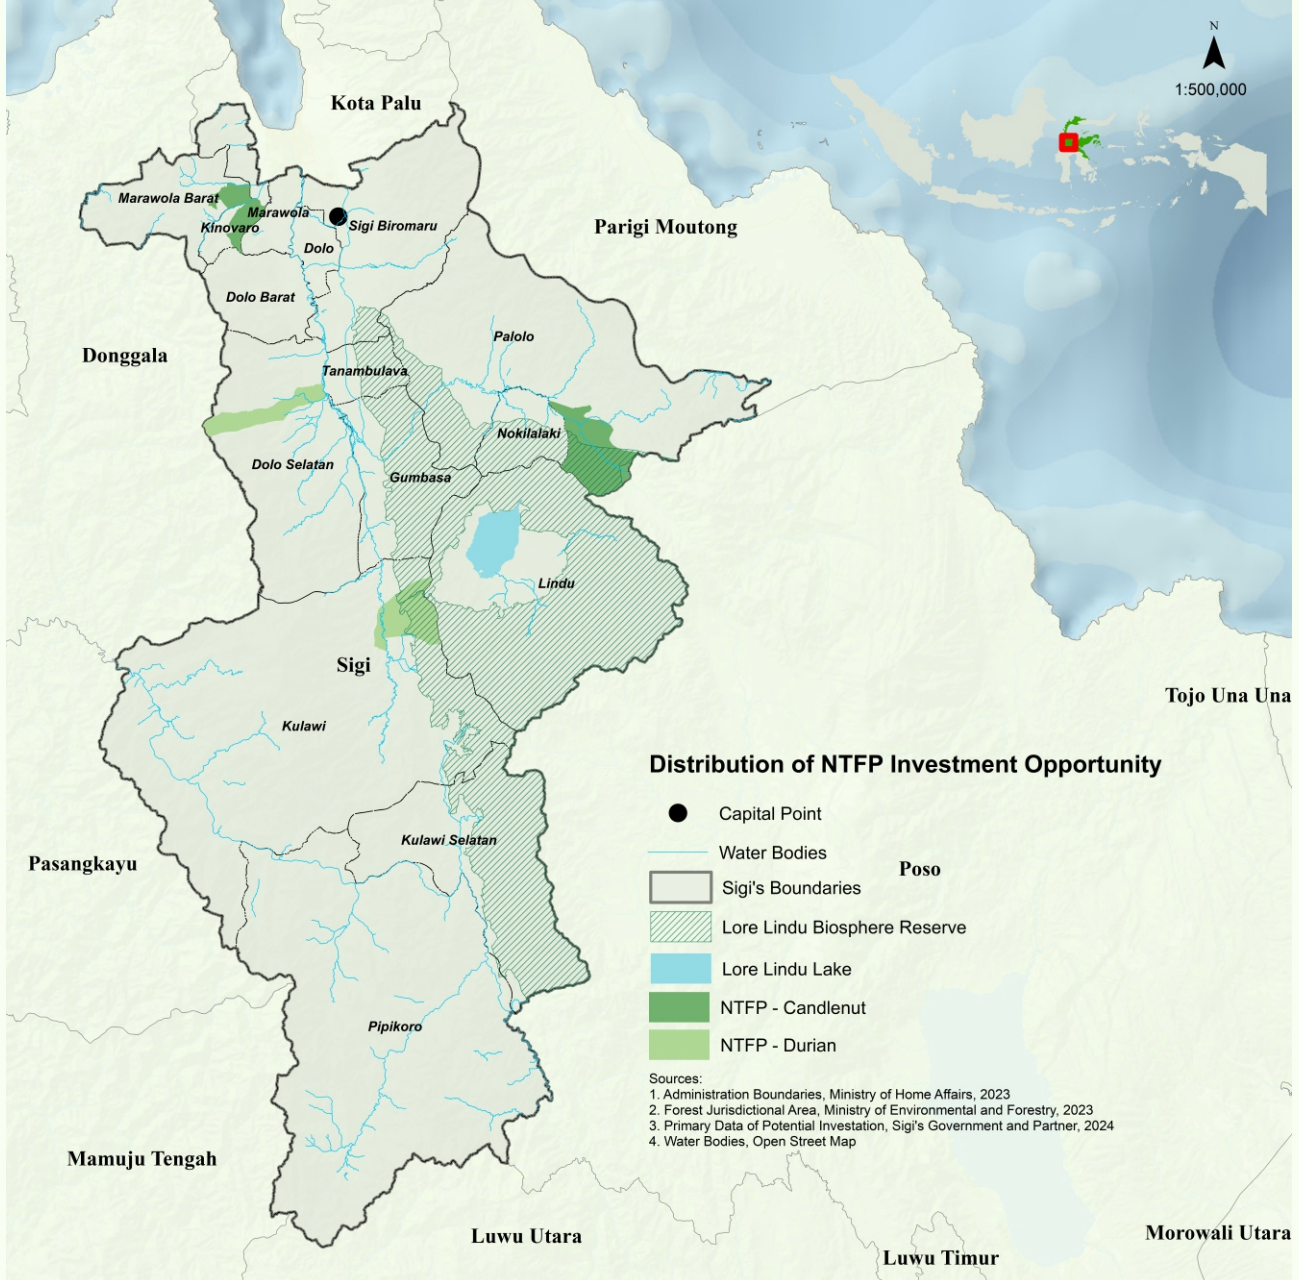 N
1:500,000
Kota Palu
Parigi Moutong
Marawola Barat
Marawola
Kinovaro
Sigi Biromaru
Dolo
Dolo Barat
Palolo
Donggala
Tanambulava
Nokilalaki
Dolo Selatan
Gumbasa
Lindu
Sigi
Tojo Una Una
Kulawi
Distribution of NTFP Investment Opportunity
Capital Point
Water Bodies
Sigi's Boundaries
Lore Lindu Biosphere Reserve
Lore Lindu Lake
NTFP - Candlenut
NTFP - Durian
Kulawi Selatan
Pasangkayu
Poso
Pipikoro
Sources:
1. Administration Boundaries, Ministry of Home Affairs, 2023
2. Forest Jurisdictional Area, Ministry of Environmental and Forestry, 2023
3. Primary Data of Potential Investation, Sigi's Government and Partner, 2024
4. Water Bodies, Open Street Map
Mamuju Tengah
Luwu Utara
Morowali Utara
Luwu Timur